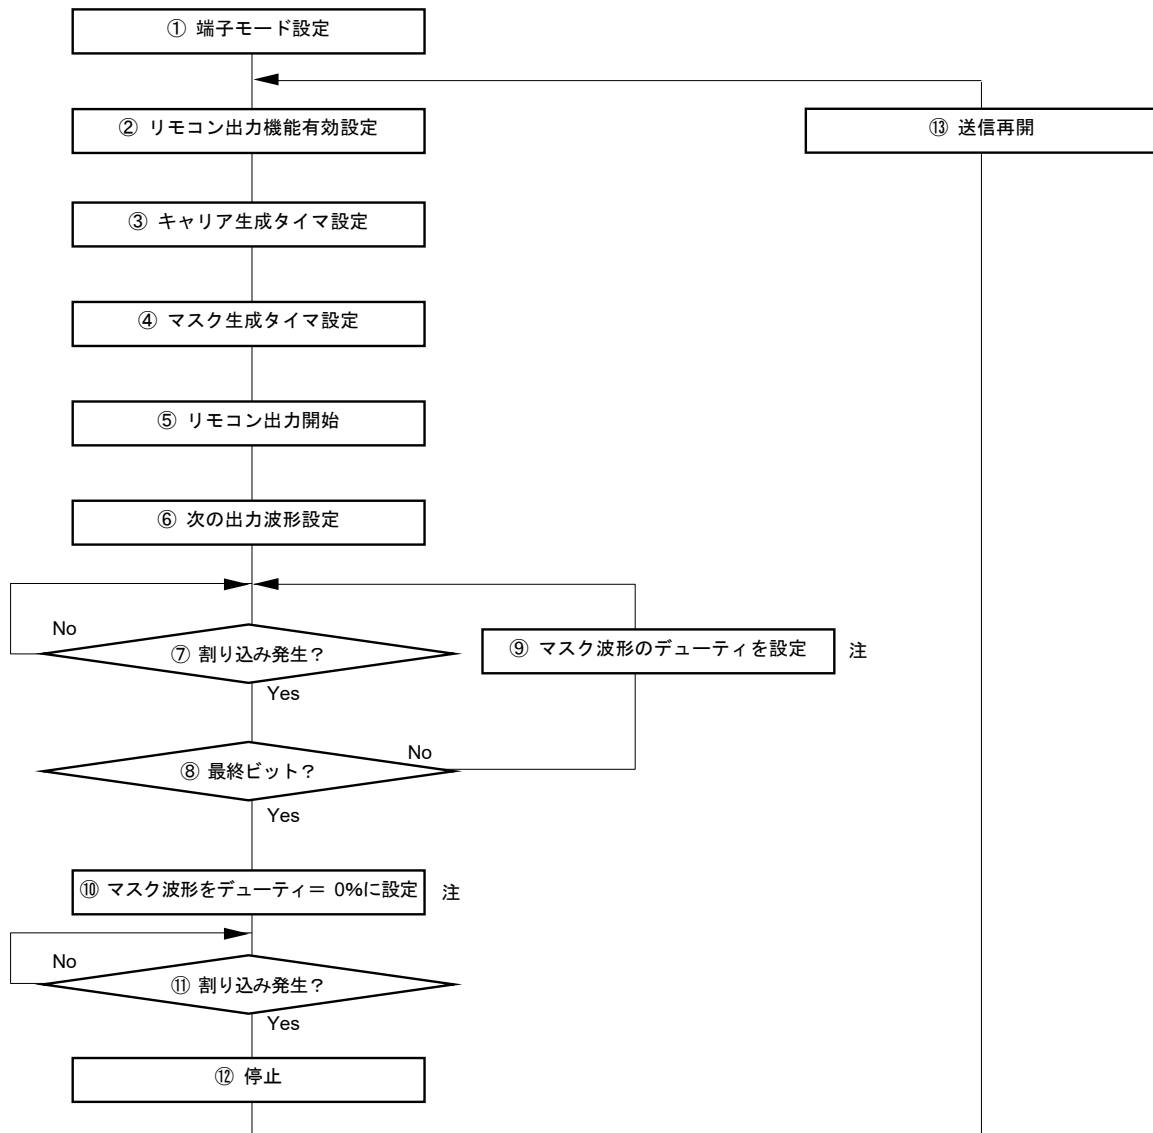 ① 端子モード設定
② リモコン出力機能有効設定
⑬ 送信再開
③ キャリア生成タイマ設定
④ マスク生成タイマ設定
⑤ リモコン出力開始
⑥ 次の出力波形設定
No
⑦ 割り込み発生？
⑨ マスク波形のデューティを設定 注
Yes
No
⑧ 最終ビット？
Yes
⑩ マスク波形をデューティ＝ 0%に設定 注
No
⑪ 割り込み発生？
Yes
⑫ 停止